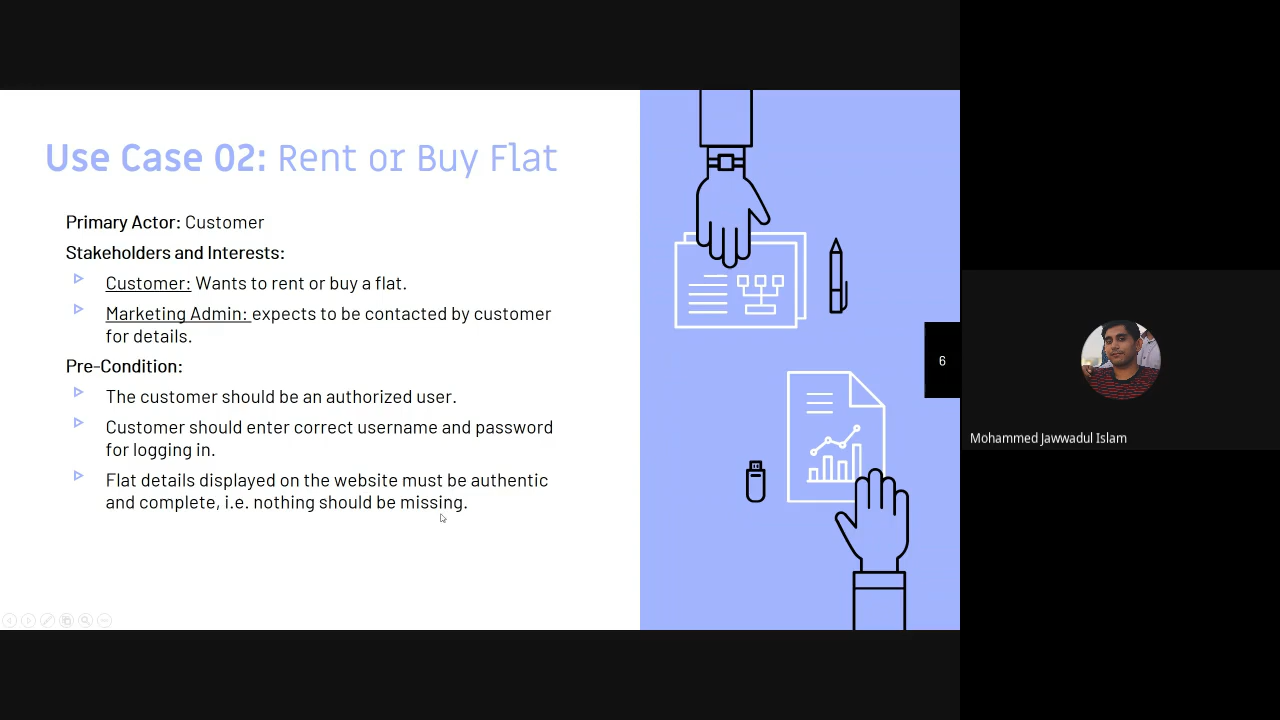 Use Case 02: Rent or Buy Flat
Primary Actor: Customer
Stakeholders and Interests:
Customer: Wants to rent or buy a flat.
Marketing Admin: expects to be contacted by customer
for details.
Pre-Condition:
The customer should be an authorized user.
Customer should enter correct username and password
for logging in.
Flat details displayed on the website must be authentic
and complete, i.e. nothing should be missing.
6
Mohammed Jawwadul Islam